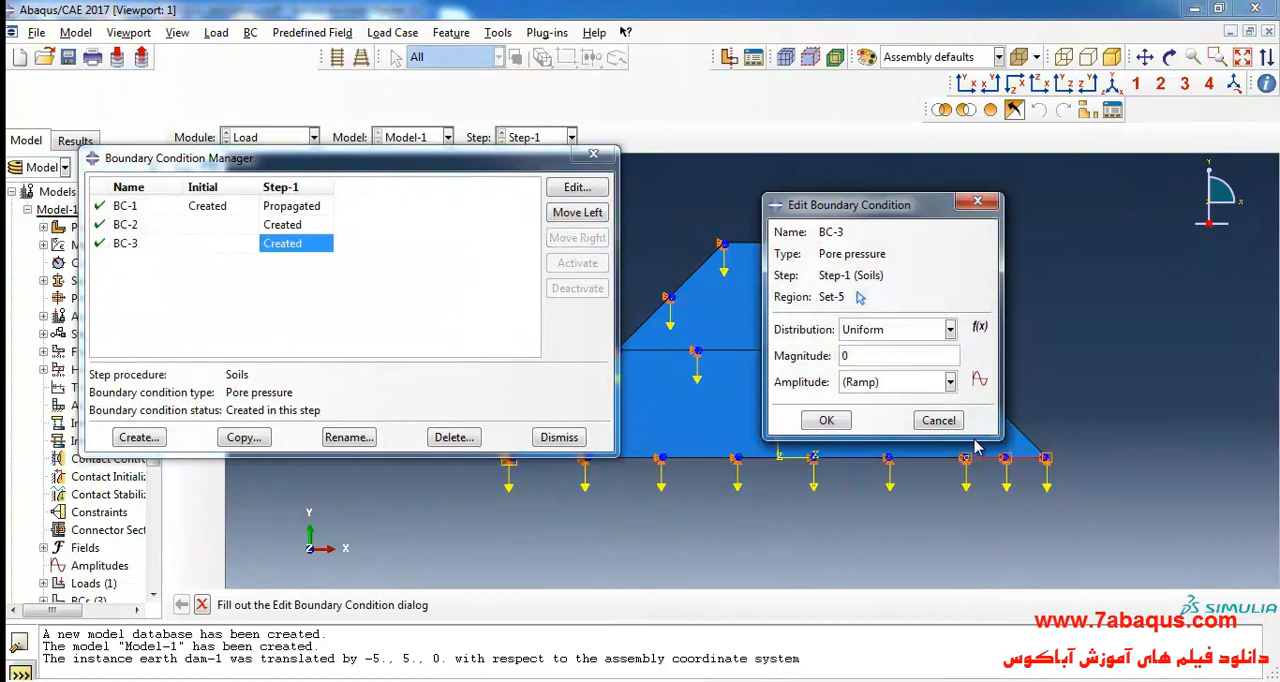 Abaqus/CAE 2017 [Viewport: 1]
File Model Viewport View Load BC Predefined Field Load Case Feature Tools Plug-ins Help
All
Assembly defaults
1 2 3 4
Model Results Module: Load Model: Model-1 Step: Step-1
Model
Models
Model-1
Contact Contr
Contact Initializ
Contact Stabiliz
Constraints
Connector Sect
Fields
Amplitudes
Loads (1)
BCs (3)
Boundary Condition Manager
Name Initial Step-1
BC-1 Created Propagated
BC-2 Created
BC-3 Created
Edit...
Move Left
Move Right
Activate
Deactivate
Step procedure: Soils
Boundary condition type: Pore pressure
Boundary condition status: Created in this step
Create... Copy... Rename... Delete... Dismiss
Edit Boundary Condition
Name: BC-3
Type: Pore pressure
Step: Step-1 (Soils)
Region: Set-5
Distribution: Uniform f(x)
Magnitude: 0
Amplitude: (Ramp)
OK Cancel
Y
X
Z
Fill out the Edit Boundary Condition dialog
SIMULIA
A new model database has been created.
The model "Model-1" has been created.
The instance earth dam-1 was translated by -5., 5., 0. with respect to the assembly coordinate system
www.7abaqus.com
دانلود فیلم های آموزش آباکوس